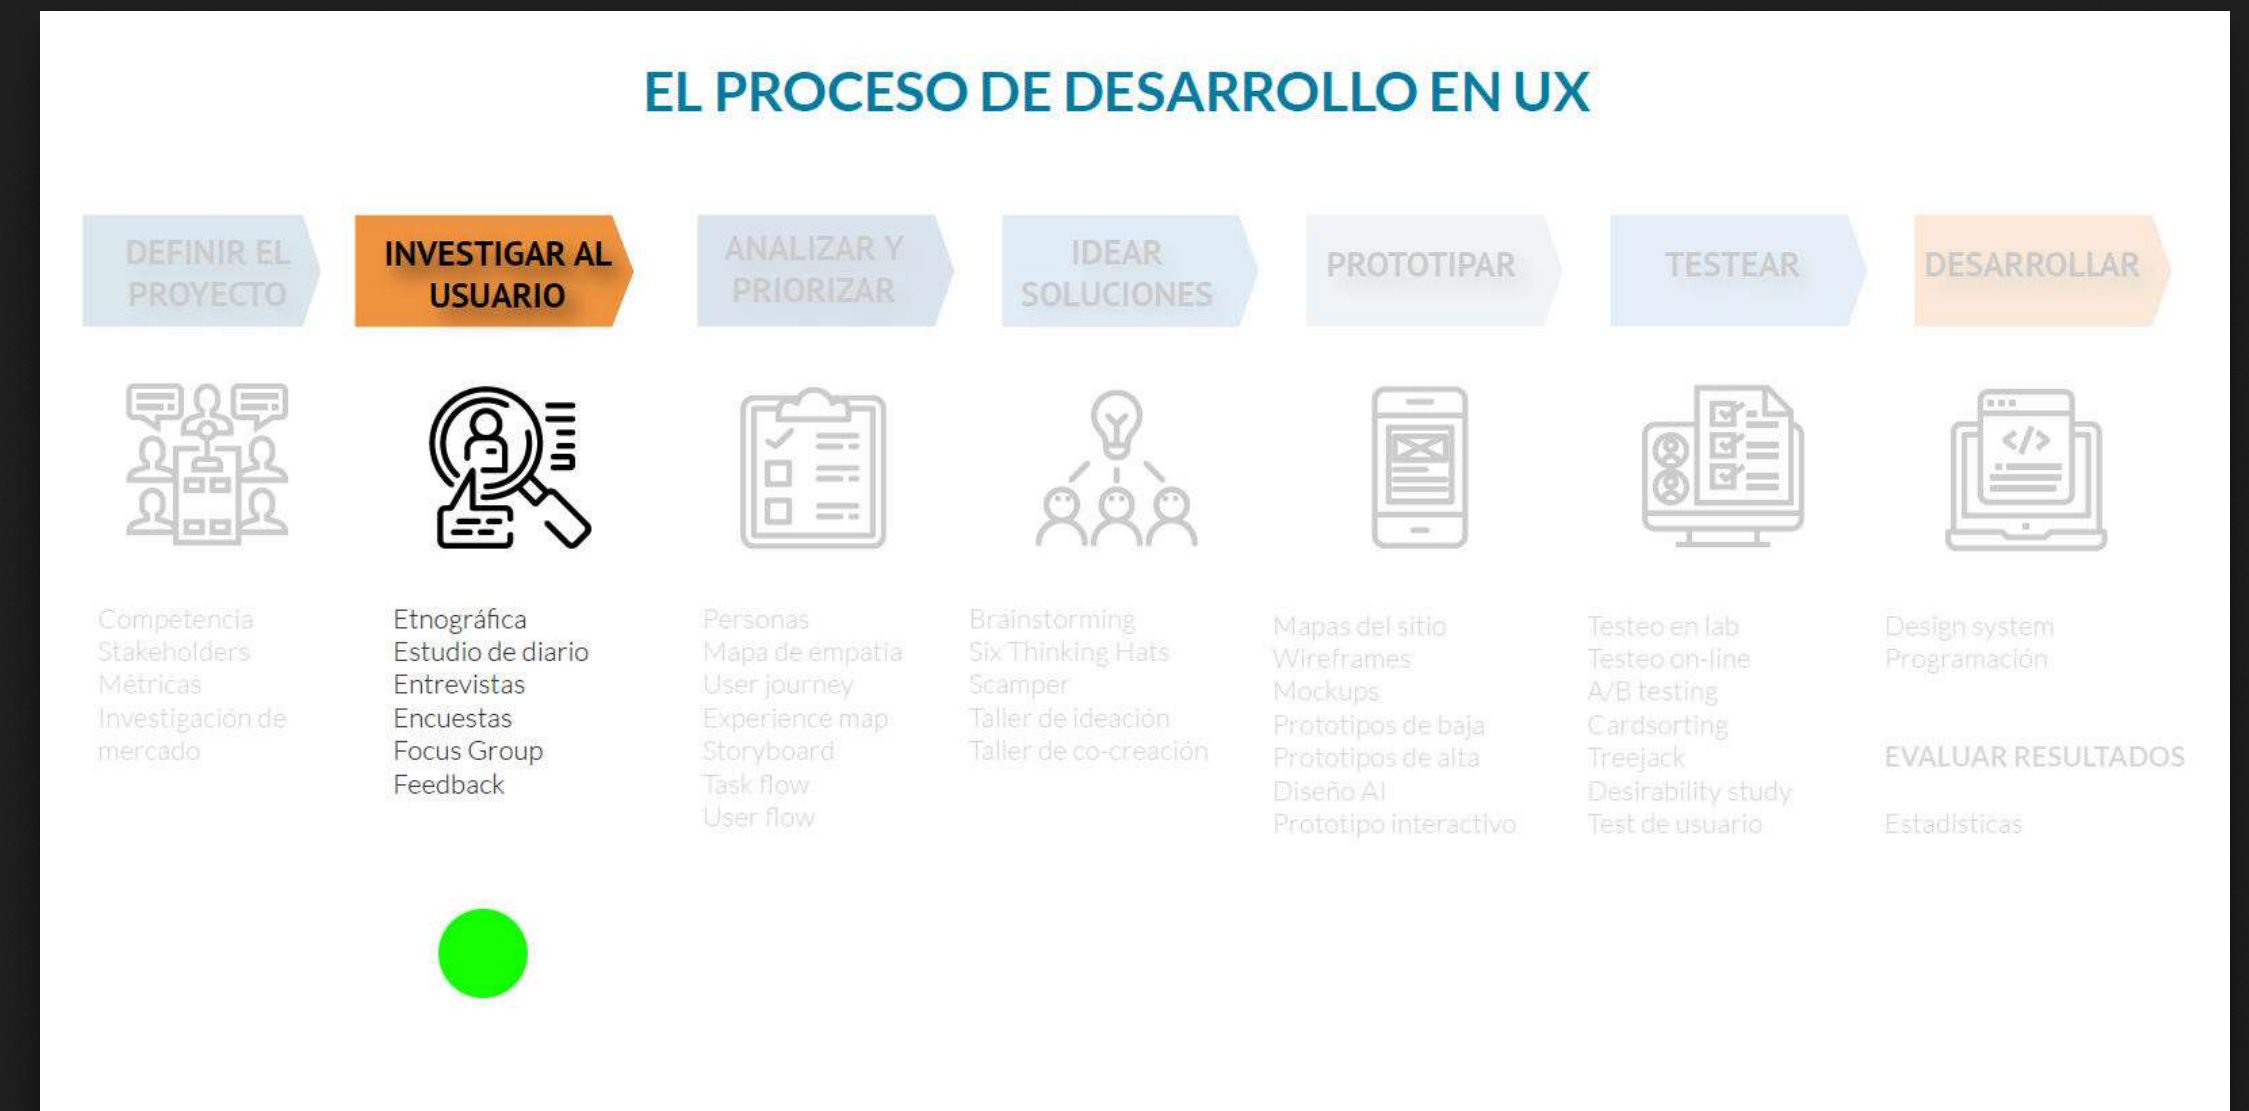 EL PROCESO DE DESARROLLO EN UX
DEFINIR EL
PROYECTO
INVESTIGAR AL
USUARIO
ANALIZAR Y
PRIORIZAR
IDEAR
SOLUCIONES
PROTOTIPAR
TESTEAR
DESARROLLAR
</>
Competencia
Stakeholders
Métricas
Investigación de
mercado
Etnográfica
Estudio de diario
Entrevistas
Encuestas
Focus Group
Feedback
Personas
Mapa de empatía
User journey
Experience map
Storyboard
Task flow
User flow
Brainstorming
Six Thinking Hats
Scamper
Taller de ideación
Taller de co-creación
Mapas del sitio
Wireframes
Mockups
Prototipos de baja
Prototipos de alta
Diseño AI
Prototipo interactivo
Testeo en lab
Testeo on-line
A/B testing
Cardsorting
Treejack
Desirability study
Test de usuario
Design system
Programación
EVALUAR RESULTADOS
Estadísticas